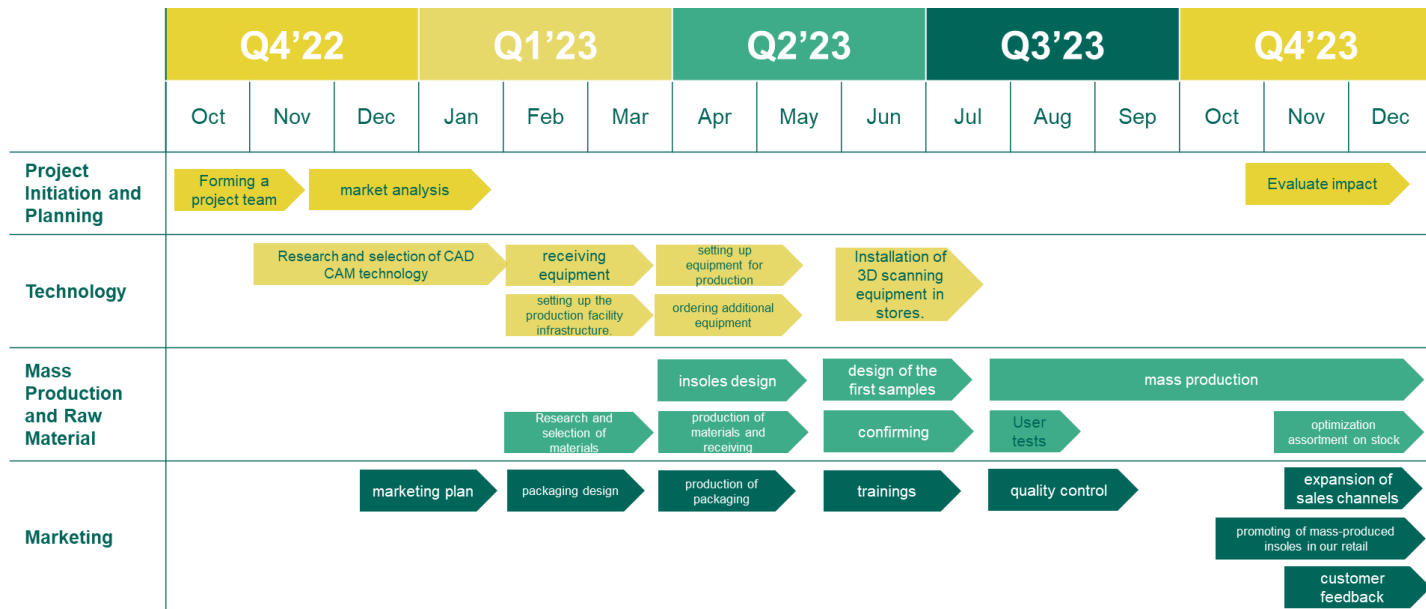 Q4’22 Q1’23 Q2’23 Q3’23 Q4’23
Oct Nov Dec Jan Feb Mar Apr May Jun Jul Aug Sep Oct Nov Dec
Project
Initiation and
Planning
Forming a
project team
market analysis
Evaluate impact
Technology
Research and selection of CAD
CAM technology
receiving
equipment
setting up
equipment for
production
Installation of
3D scanning
equipment in
stores.
setting up the
production facility
infrastructure.
ordering additional
equipment
Mass
Production
and Raw
Material
insoles design
design of the
first samples
mass production
Research and
selection of
materials
production of
materials and
receiving
confirming
User
tests
optimization
assortment on stock
Marketing
marketing plan
packaging design
production of
packaging
trainings
quality control
expansion of
sales channels
promoting of mass-produced
insoles in our retail
customer
feedback